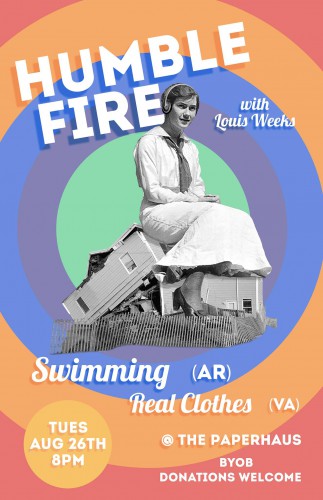 HUMBLE
FIRE
with
Louis Weeks
Swimming (AR)
Real Clothes (VA)
TUES
AUG 26TH
8PM
@ THE PAPERHAUS
BYOB
DONATIONS WELCOME